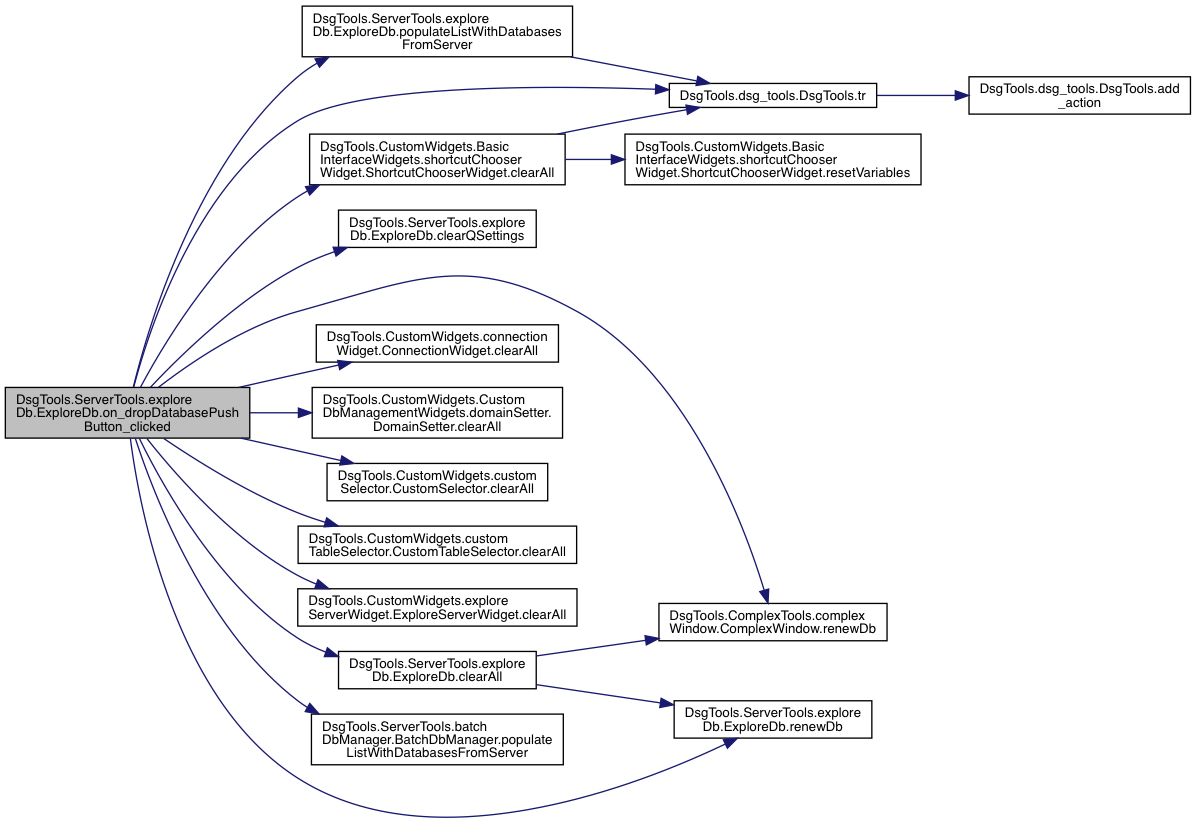 DsgTools.ServerTools.explore
Db.ExploreDb.populateListWithDatabases
FromServer
DsgTools.dsg_tools.DsgTools.tr
DsgTools.dsg_tools.DsgTools.add
_action
DsgTools.CustomWidgets.Basic
InterfaceWidgets.shortcutChooser
Widget.ShortcutChooserWidget.clearAll
DsgTools.CustomWidgets.Basic
InterfaceWidgets.shortcutChooser
Widget.ShortcutChooserWidget.resetVariables
DsgTools.ServerTools.explore
Db.ExploreDb.clearQSettings
DsgTools.CustomWidgets.connection
Widget.ConnectionWidget.clearAll
DsgTools.ServerTools.explore
Db.ExploreDb.on_dropDatabasePush
Button_clicked
DsgTools.CustomWidgets.Custom
DbManagementWidgets.domainSetter.
DomainSetter.clearAll
DsgTools.CustomWidgets.custom
Selector.CustomSelector.clearAll
DsgTools.CustomWidgets.custom
TableSelector.CustomTableSelector.clearAll
DsgTools.CustomWidgets.explore
ServerWidget.ExploreServerWidget.clearAll
DsgTools.ComplexTools.complex
Window.ComplexWindow.renewDb
DsgTools.ServerTools.explore
Db.ExploreDb.clearAll
DsgTools.ServerTools.explore
Db.ExploreDb.renewDb
DsgTools.ServerTools.batch
DbManager.BatchDbManager.populate
ListWithDatabasesFromServer